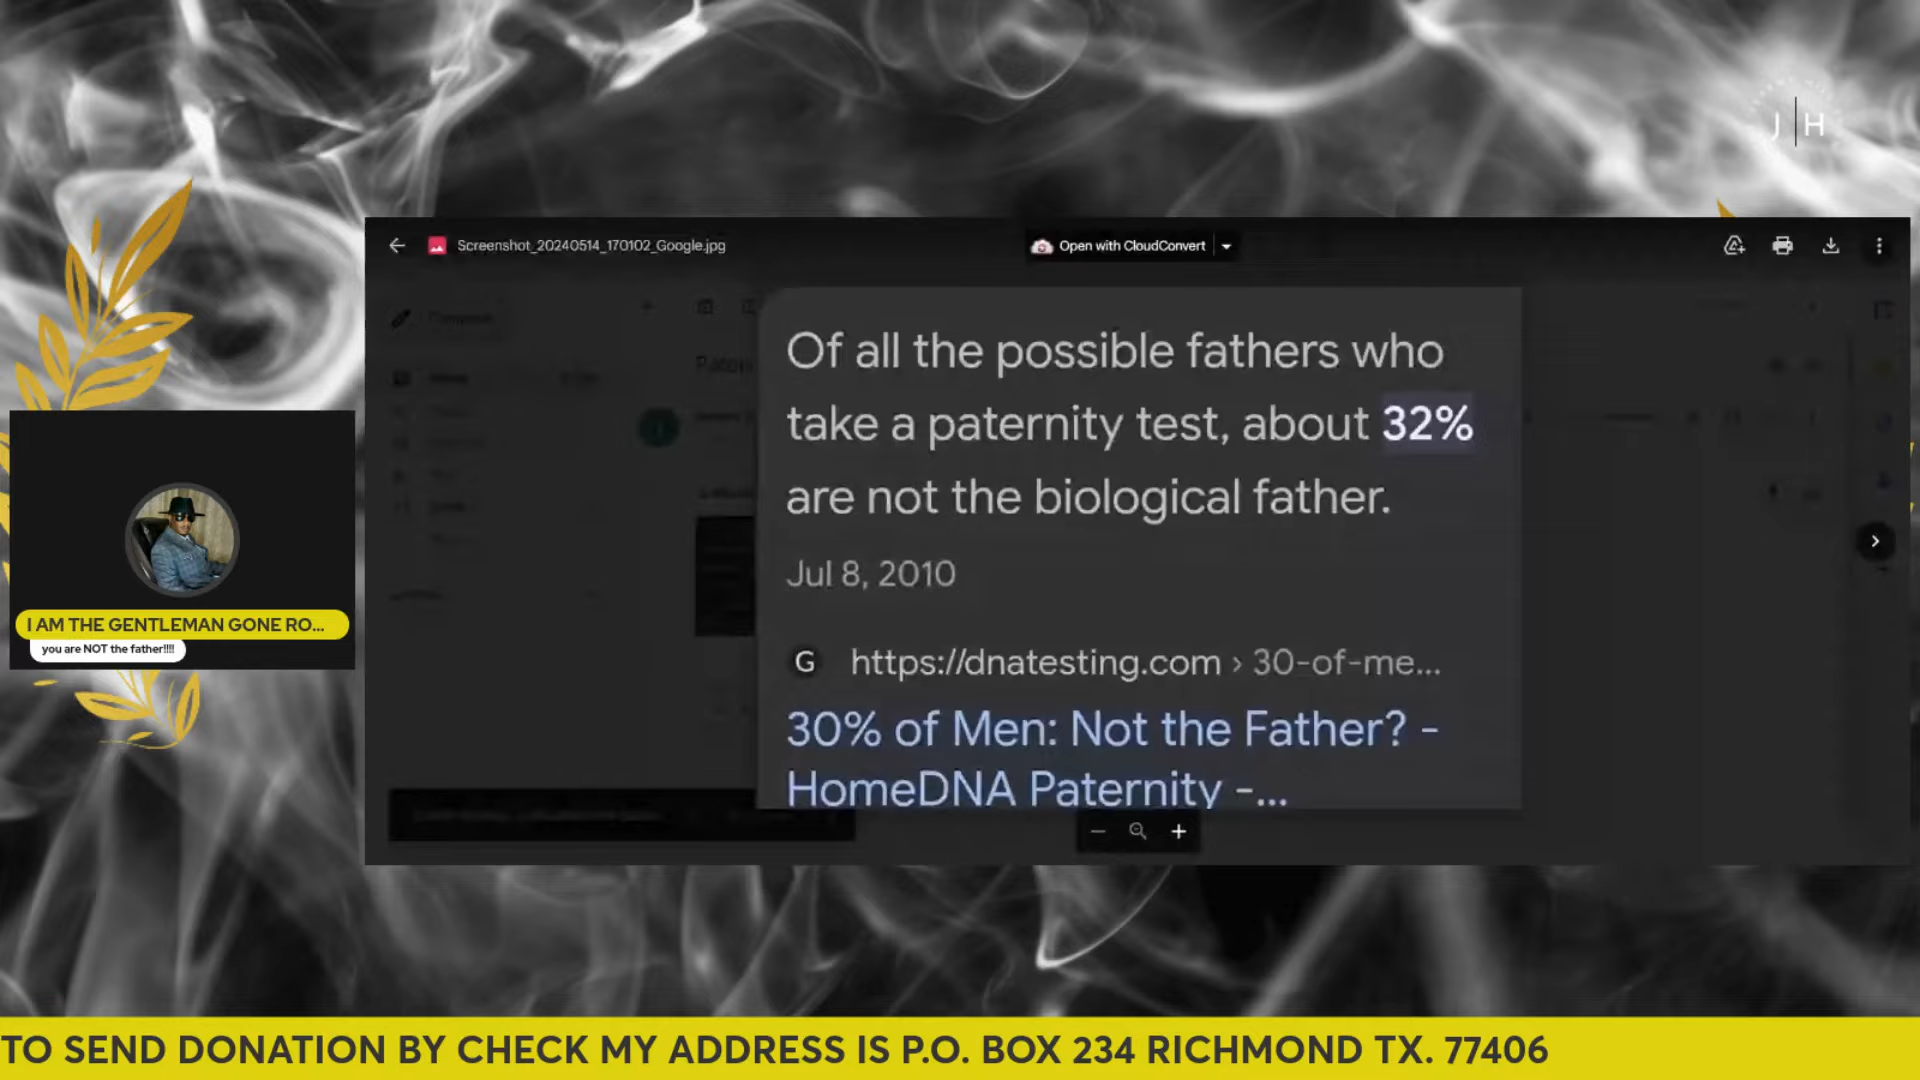 J | H
Screenshot_20240514_170102_Google.jpg
Open with CloudConvert
Of all the possible fathers who
take a paternity test, about 32%
are not the biological father.
Jul 8, 2010
G https://dnatesting.com › 30-of-me...
30% of Men: Not the Father? -
HomeDNA Paternity -...
I AM THE GENTLEMAN GONE RO...
you are NOT the father!!!!
TO SEND DONATION BY CHECK MY ADDRESS IS P.O. BOX 234 RICHMOND TX. 77406